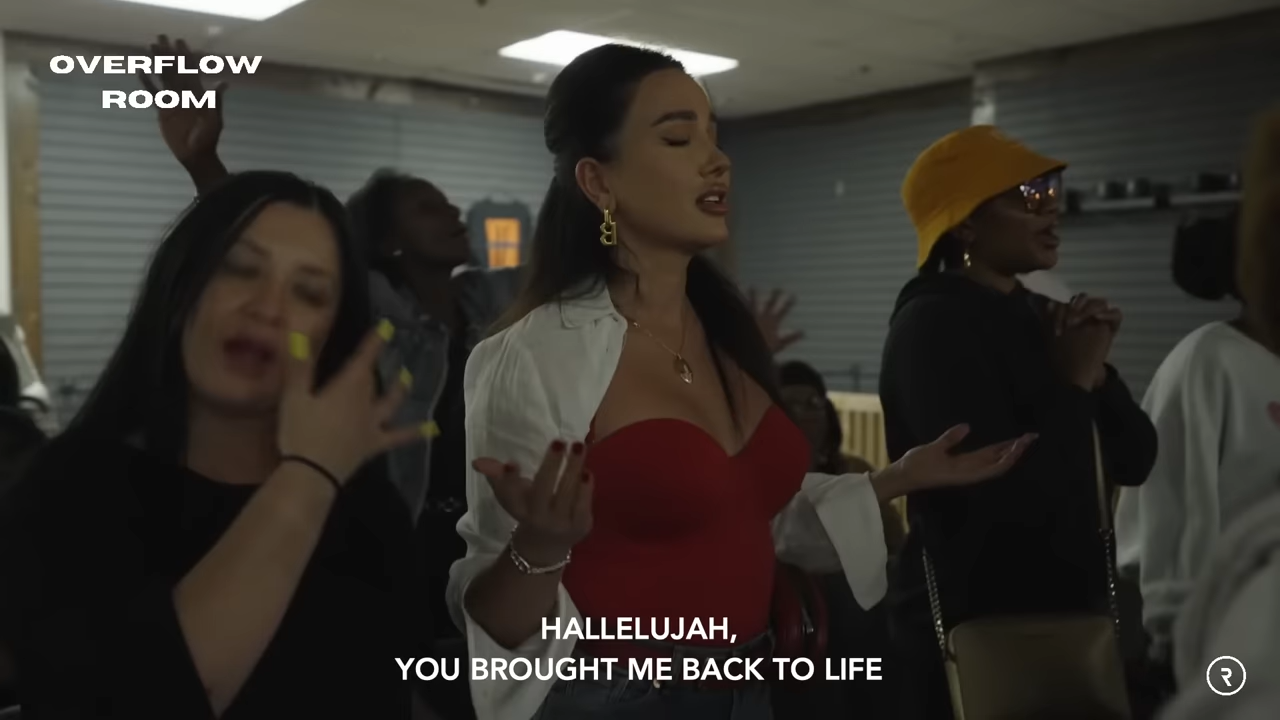 OVERFLOW
ROOM
HALLELUJAH,
YOU BROUGHT ME BACK TO LIFE
R